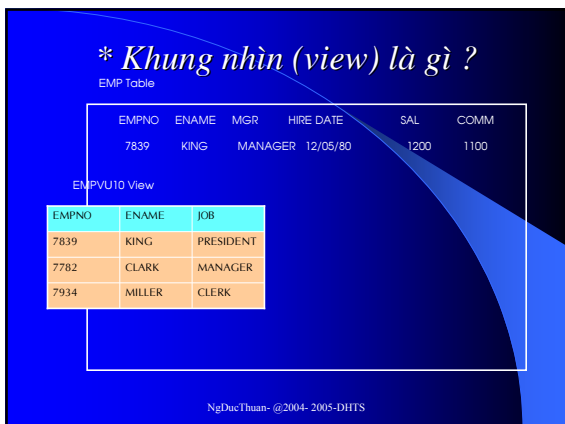 * Khung nhìn (view) là gì ?
EMP Table
EMPNO ENAME MGR HIRE DATE SAL COMM
7839 KING MANAGER 12/05/80 1200 1100
EMPVU10 View
EMPNO ENAME JOB
7839 KING PRESIDENT
7782 CLARK MANAGER
7934 MILLER CLERK
NgDucThuan- @2004- 2005-DHTS